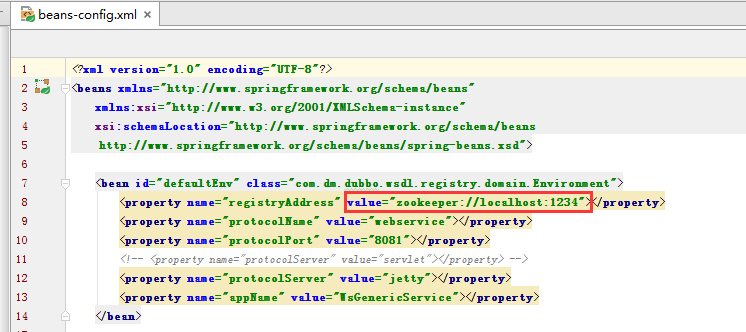 beans-config.xml
1 <?xml version="1.0" encoding="UTF-8"?>
2 <beans xmlns="http://www.springframework.org/schema/beans"
3 xmlns:xsi="http://www.w3.org/2001/XMLSchema-instance"
4 xsi:schemaLocation="http://www.springframework.org/schema/beans
5 http://www.springframework.org/schema/beans/spring-beans.xsd">
6
7 <bean id="defaultEnv" class="com.dm.dubbo.wsdl.registry.domain.Environment">
8 <property name="registryAddress" value="zookeeper://localhost:1234"></property>
9 <property name="protocolName" value="webservice"></property>
10 <property name="protocolPort" value="8081"></property>
11 <!-- <property name="protocolServer" value="servlet"></property> -->
12 <property name="protocolServer" value="jetty"></property>
13 <property name="appName" value="WsGenericService"></property>
14 </bean>